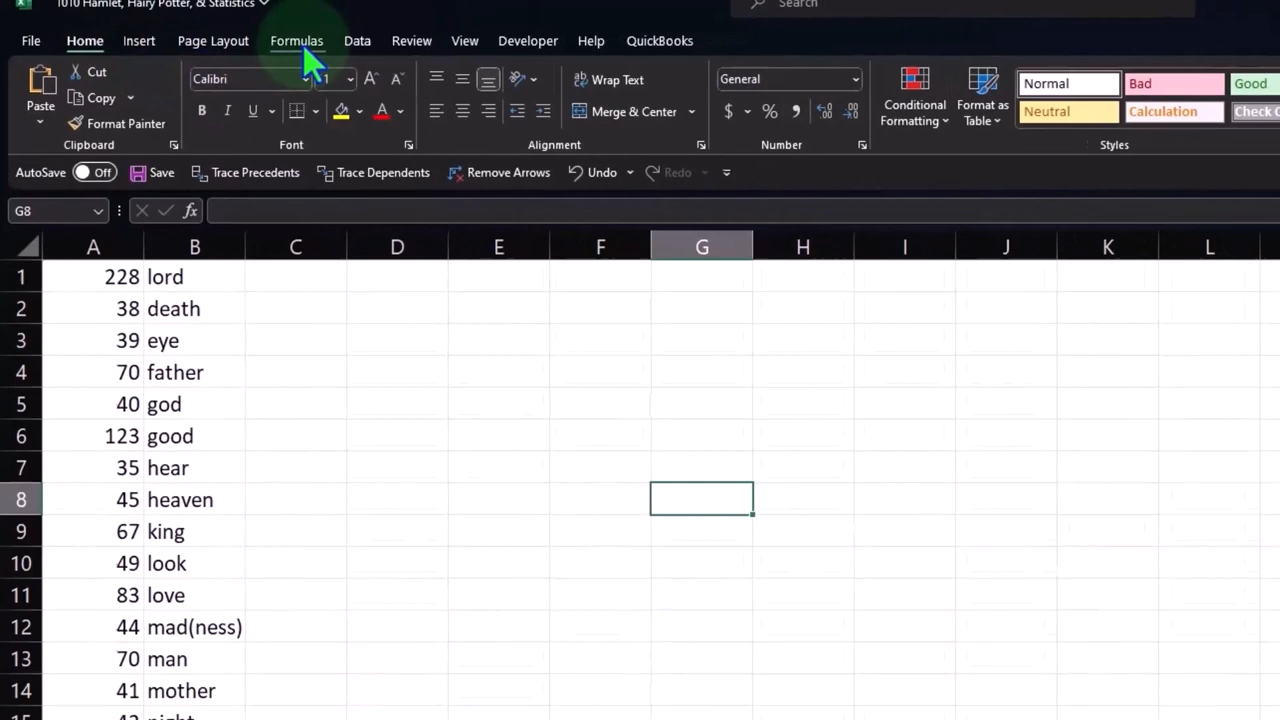 1010 Hamlet, Hairy Potter, & Statistics
Search
File Home Insert Page Layout Formulas Data Review View Developer Help QuickBooks
Paste
Cut
Copy
Format Painter
Clipboard
Calibri
Font
Wrap Text
Merge & Center
Alignment
General
$ % ,
Number
Conditional Formatting
Format as Table
Normal Bad Good
Neutral Calculation
Styles
AutoSave Off Save Trace Precedents Trace Dependents Remove Arrows Undo Redo
G8 fx
A B C D E F G H I J K L
1 228 lord
2 38 death
3 39 eye
4 70 father
5 40 god
6 123 good
7 35 hear
8 45 heaven
9 67 king
10 49 look
11 83 love
12 44 mad(ness)
13 70 man
14 41 mother